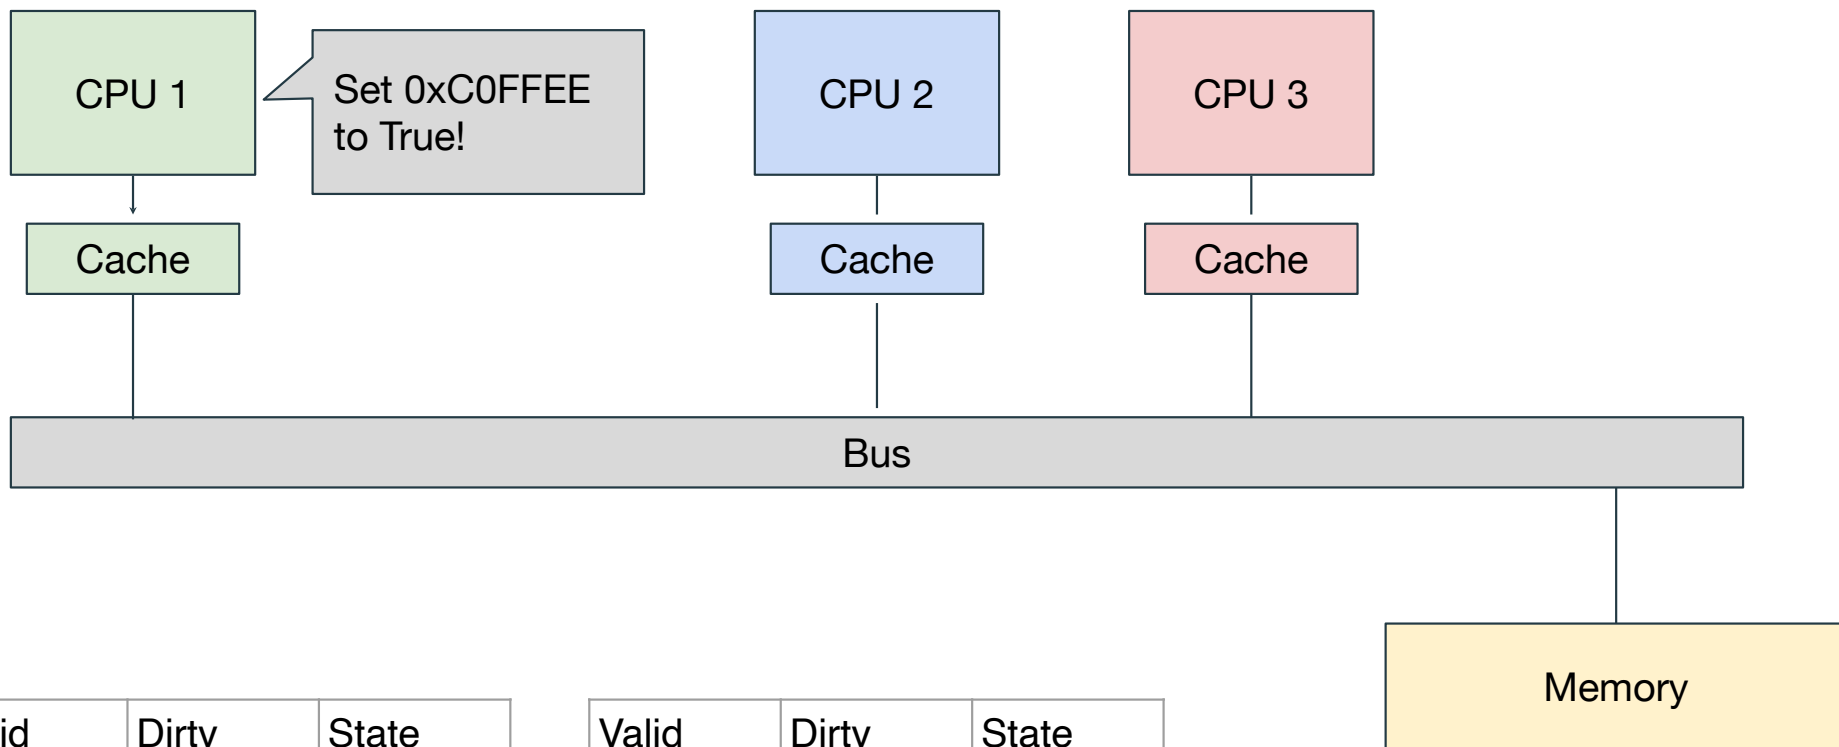 CPU 1
Set 0xC0FFEE
to True!
CPU 2
CPU 3
Cache
Cache
Cache
Bus
Memory
Dirty
State
Valid
Dirty
State